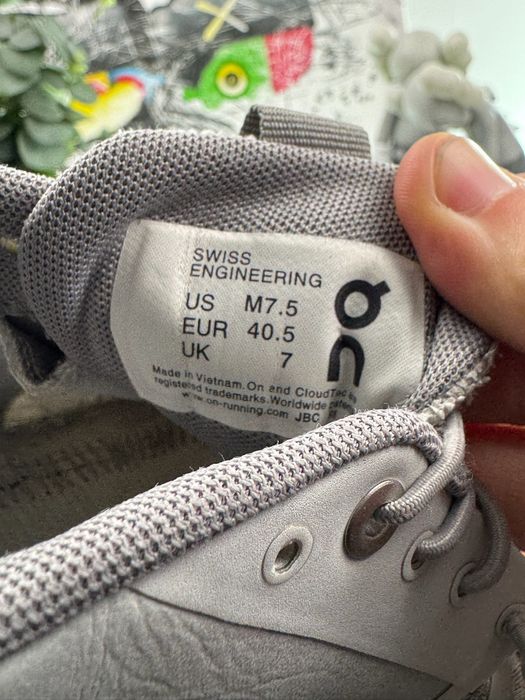 SWISS
ENGINEERING
US M7.5
EUR 40.5
UK 7
On
Made in Vietnam. On and CloudTec
registered trademarks. Worldwide
www.on-running.com JBC